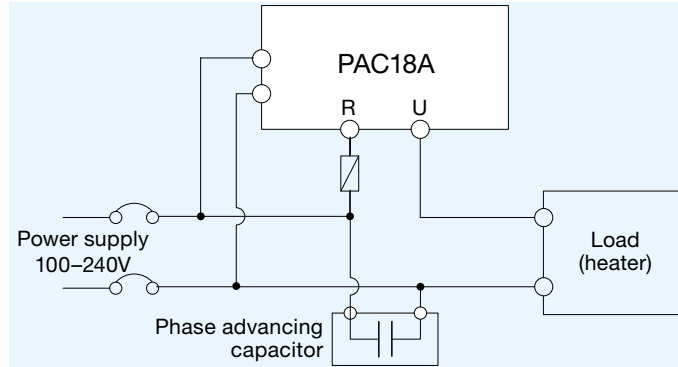 PAC18A
R
U
Power supply
100–240V
Load
(heater)
Phase advancing
capacitor